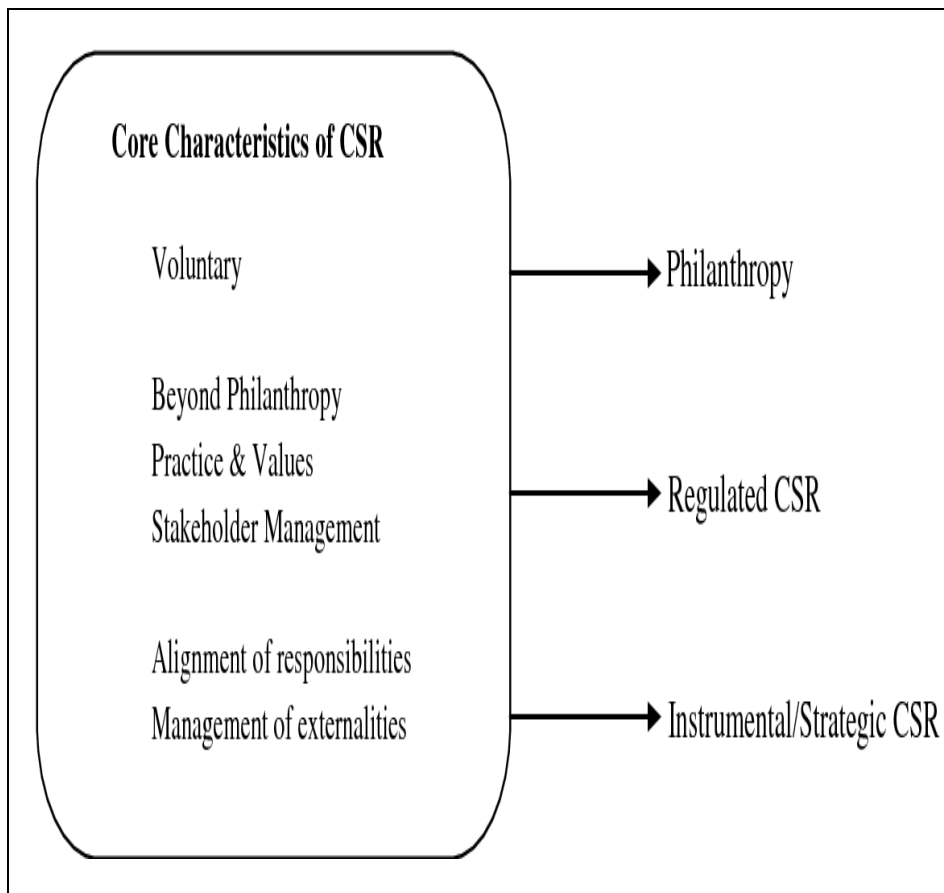 Core Characteristics of CSR
Voluntary
Philanthropy
Beyond Philanthropy
Practice & Values
Regulated CSR
Stakeholder Management
Alignment of responsibilities
Management of externalities
Instrumental/Strategic CSR